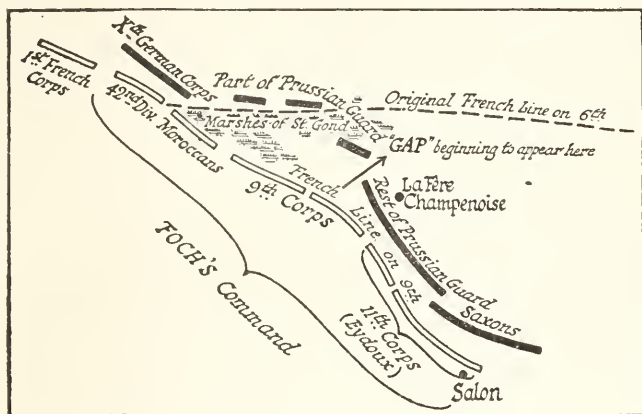 Xth German Corps
1st French Corps
42nd Div. Maroccans
Part of Prussian Guard
Original French Line on 6th
Marshes of St. Gond
"GAP" beginning to appear here
9th Corps
French Line on 9th
La Fère
Champenoise
Rest of Prussian Guard
Saxons
11th Corps
(Eydoux)
FOCH's Command
Salon